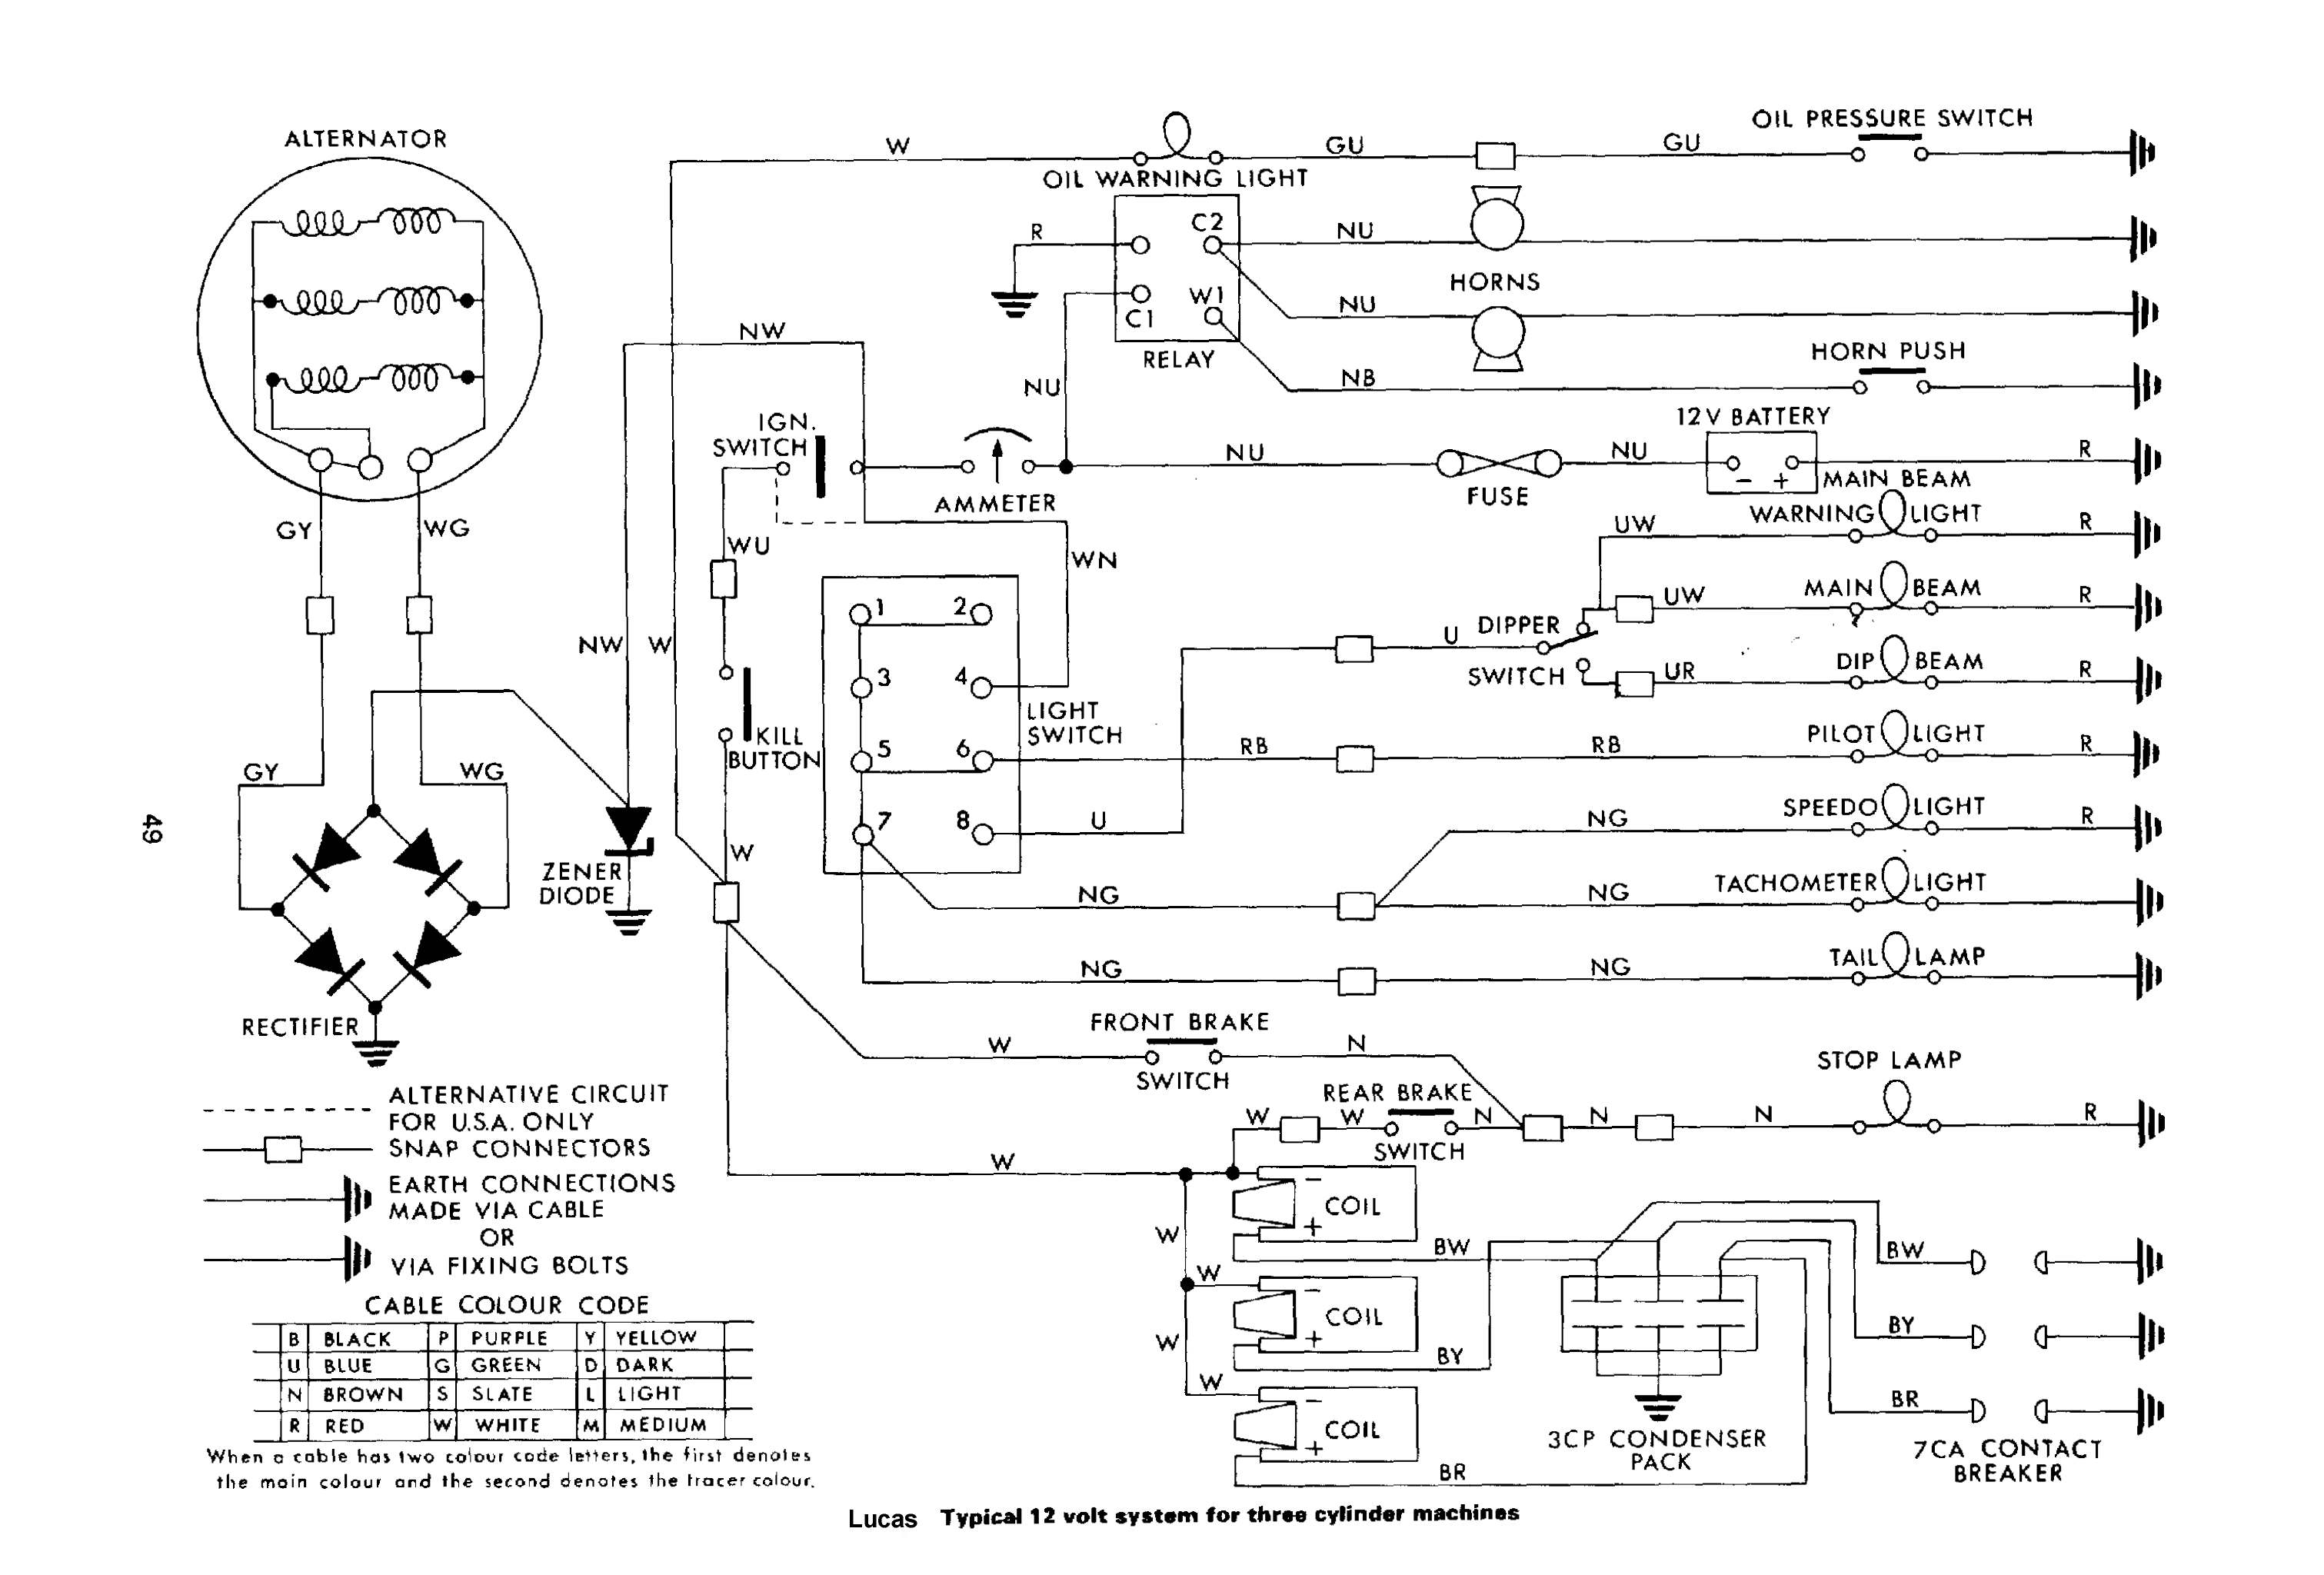 ALTERNATOR
GY
WG
GY
WG
RECTIFIER
49
ZENER
DIODE
NW
NW
W
W
IGN.
SWITCH
WU
KILL
BUTTON
W
AMMETER
WN
1
2
3
4
5
6
7
8
LIGHT
SWITCH
OIL WARNING LIGHT
GU
GU
OIL PRESSURE SWITCH
R
C2
W1
C1
RELAY
NU
NU
NU
HORNS
NB
HORN PUSH
NU
FUSE
NU
12V BATTERY
- +
R
MAIN BEAM
WARNING LIGHT
UW
R
DIPPER
SWITCH
U
UW
MAIN BEAM
R
UR
DIP BEAM
R
RB
RB
PILOT LIGHT
R
U
NG
SPEEDO LIGHT
R
NG
NG
TACHOMETER LIGHT
NG
NG
TAIL LAMP
W
FRONT BRAKE
SWITCH
N
W
W
REAR BRAKE
SWITCH
N
N
N
STOP LAMP
R
W
W
W
W
W
-
COIL
+
-
COIL
+
-
COIL
+
BW
BY
BR
3CP CONDENSER
PACK
BW
BY
BR
7CA CONTACT
BREAKER
ALTERNATIVE CIRCUIT
FOR U.S.A. ONLY
SNAP CONNECTORS
EARTH CONNECTIONS
MADE VIA CABLE
OR
VIA FIXING BOLTS
CABLE COLOUR CODE
B BLACK P PURPLE Y YELLOW
U BLUE G GREEN D DARK
N BROWN S SLATE L LIGHT
R RED W WHITE M MEDIUM
When a cable has two colour code letters, the first denotes
the main colour and the second denotes the tracer colour.
Lucas Typical 12 volt system for three cylinder machines